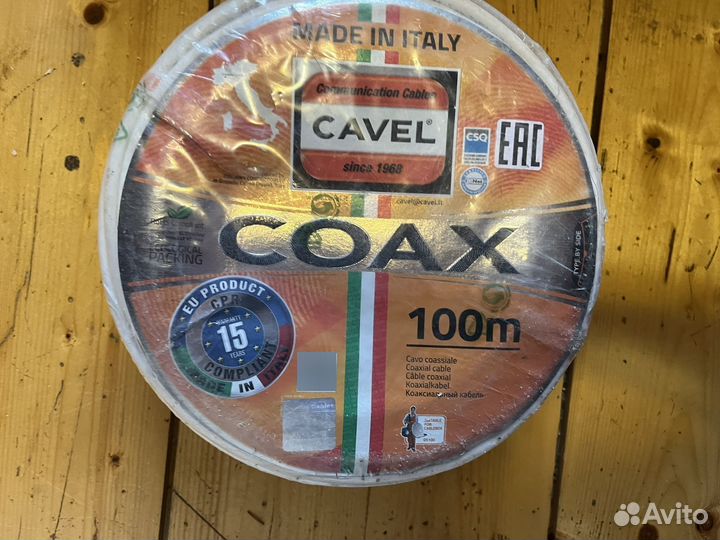 MADE IN ITALY
Communication Cables
CAVEL®
since 1968
CSQ
EAC
cavel@cavel.it
COAX
PACKING
TYPE BY SIDE
EU PRODUCT
CPR
WARRANTY
15
YEARS
COMPLIANT
MADE IN ITALY
100m
Cavo coassiale
Coaxial cable
Câble coaxial
Koaxialkabel
Коаксиальный кабель
FOR
Avito